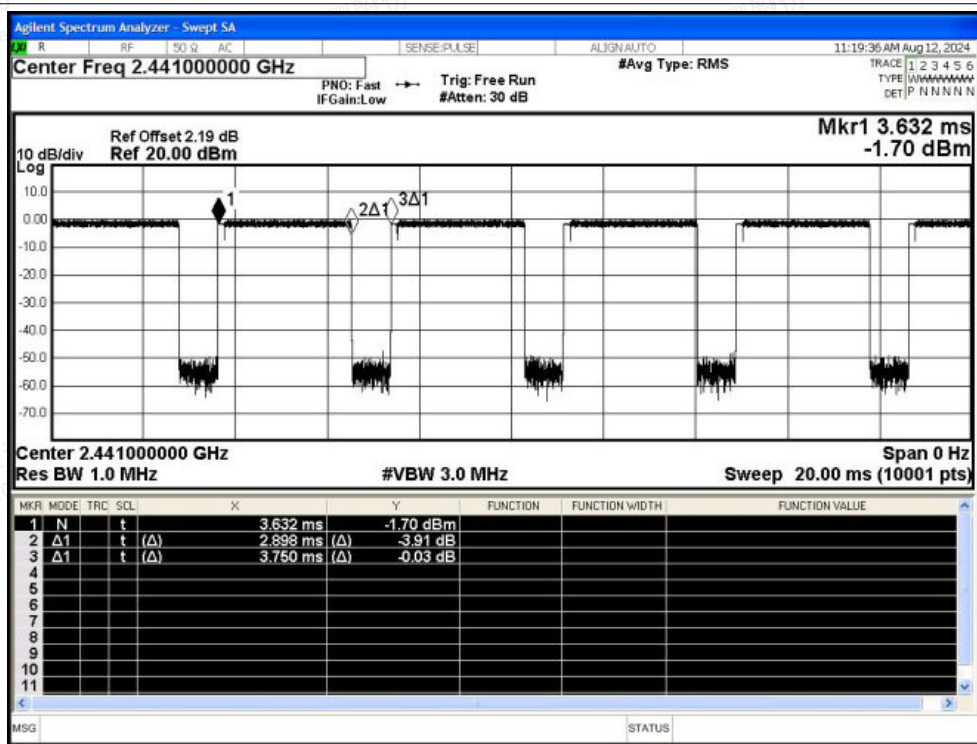 Agilent Spectrum Analyzer - Swept SA
R RF 50 Ω AC SENSE:PULSE ALIGN AUTO 11:19:36 AM Aug 12, 2024
Center Freq 2.441000000 GHz #Avg Type: RMS TRACE 1 2 3 4 5 6
PNO: Fast Trig: Free Run TYPE
IFGain:Low #Atten: 30 dB DET P N N N N N
Mkr1 3.632 ms
Ref Offset 2.19 dB
10 dB/div Ref 20.00 dBm -1.70 dBm
Log
10.0
1 2Δ1 3Δ1
0.00
-10.0
-20.0
-30.0
-40.0
-50.0
-60.0
-70.0
Center 2.441000000 GHz Span 0 Hz
Res BW 1.0 MHz #VBW 3.0 MHz Sweep 20.00 ms (10001 pts)
MKR MODE TRC SCL X Y FUNCTION FUNCTION WIDTH FUNCTION VALUE
1 N t 3.632 ms -1.70 dBm
2 Δ1 t (Δ) 2.898 ms (Δ) -3.91 dB
3 Δ1 t (Δ) 3.750 ms (Δ) -0.03 dB
4
5
6
7
8
9
10
11
MSG STATUS